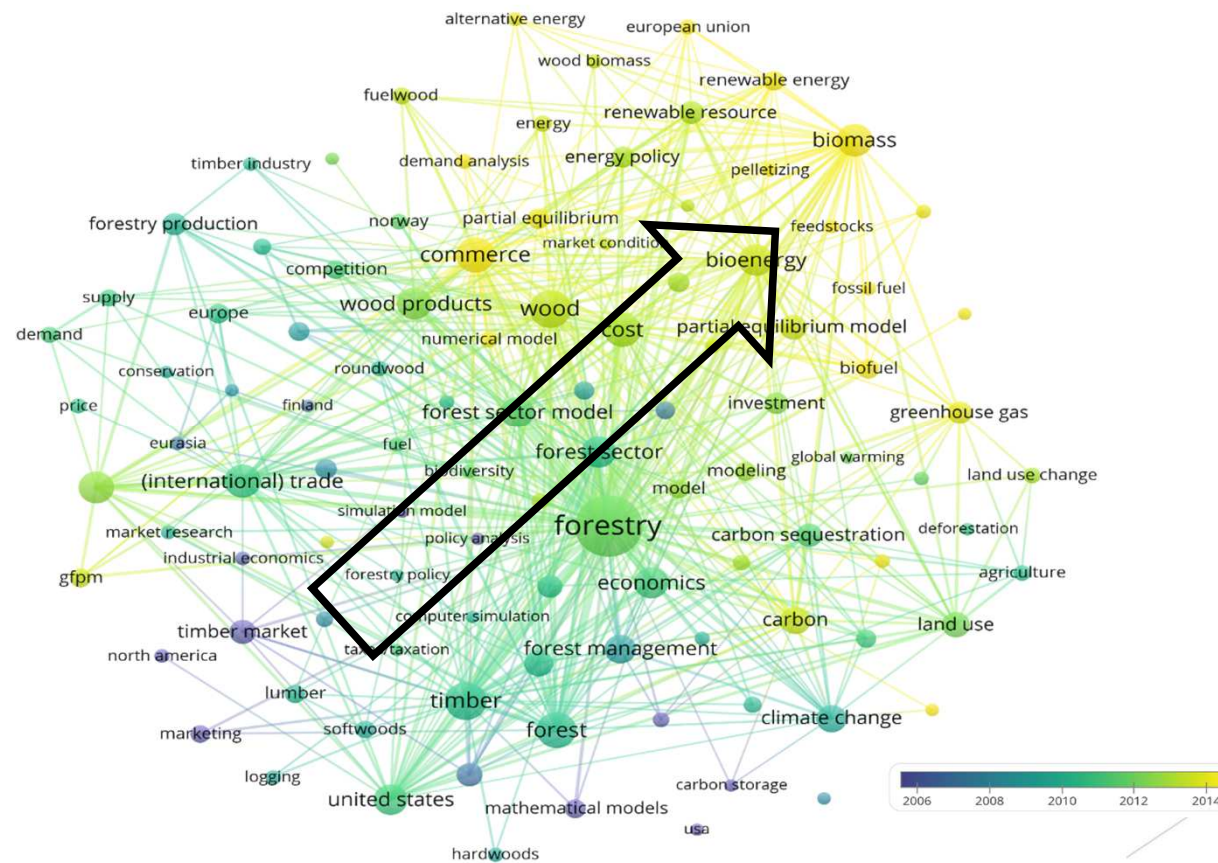 alternative energy
european union
wood biomass
renewable energy
fuelwood
renewable resource
energy
biomass
timber industry
demand analysis
energy policy
pelletizing
forestry production
norway
partial equilibrium
feedstocks
market condition
commerce
bioenergy
competition
supply
wood products
wood
fossil fuel
europe
cost
partial equilibrium model
demand
numerical model
conservation
roundwood
biofuel
price
finland
forest sector model
investment
greenhouse gas
eurasia
fuel
forest sector
global warming
biodiversity
modeling
land use change
(international) trade
model
simulation model
forestry
market research
policy analysis
carbon sequestration
deforestation
industrial economics
gfpm
forestry policy
economics
agriculture
computer simulation
carbon
land use
timber market
north america
forest management
lumber
timber
climate change
marketing
softwoods
forest
logging
carbon storage
united states
mathematical models
usa
hardwoods
2006
2008
2010
2012
2014